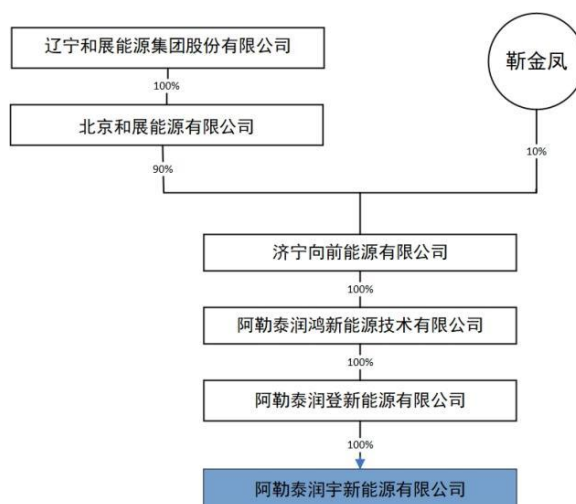 辽宁和展能源集团股份有限公司
靳金凤
100%
北京和展能源有限公司
90%
10%
济宁向前能源有限公司
100%
阿勒泰润鸿新能源技术有限公司
100%
阿勒泰润登新能源有限公司
100%
阿勒泰润宇新能源有限公司